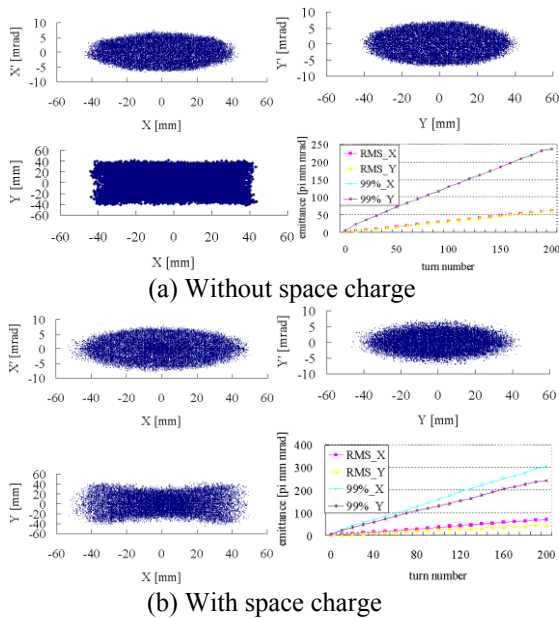 X' [mrad]
10
5
0
-5
-10
-60 -40 -20 0 20 40 60
X [mm]
Y' [mrad]
10
5
0
-5
-10
-60 -40 -20 0 20 40 60
Y [mm]
Y [mm]
60
40
20
0
-20
-40
-60
-60 -40 -20 0 20 40 60
X [mm]
emittance [pi mm mrad]
250
200
150
100
50
0
RMS_X
RMS_Y
99%_X
99%_Y
0 50 100 150 200
turn number
(a) Without space charge
X' [mrad]
10
5
0
-5
-10
-60 -40 -20 0 20 40 60
X [mm]
Y' [mrad]
10
5
0
-5
-10
-60 -40 -20 0 20 40 60
Y [mm]
Y [mm]
60
40
20
0
-20
-40
-60
-60 -40 -20 0 20 40 60
X [mm]
emittance [pi mm mrad]
400
300
200
100
0
RMS_X
RMS_Y
99%_X
99%_Y
0 40 80 120 160 200
turn number
(b) With space charge